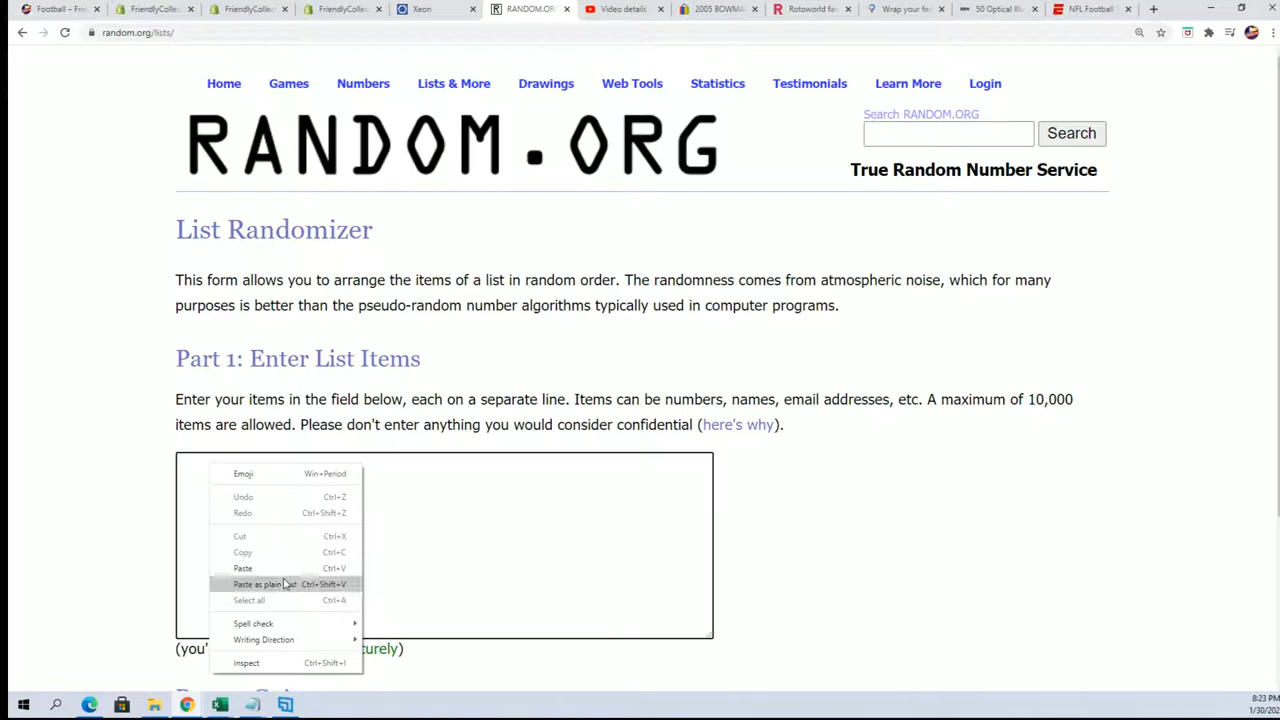 Football – Frie
FriendlyCollec
FriendlyCollec
FriendlyCollec
Xeon
RANDOM.ORG
Video details
2005 BOWMA
Rotoworld fan
Wrap your fe
50 Optical Illu
NFL Football T
random.org/lists/
Home Games Numbers Lists & More Drawings Web Tools Statistics Testimonials Learn More Login
RANDOM.ORG
Search RANDOM.ORG
Search
True Random Number Service
List Randomizer
This form allows you to arrange the items of a list in random order. The randomness comes from atmospheric noise, which for many
purposes is better than the pseudo-random number algorithms typically used in computer programs.
Part 1: Enter List Items
Enter your items in the field below, each on a separate line. Items can be numbers, names, email addresses, etc. A maximum of 10,000
items are allowed. Please don't enter anything you would consider confidential (here's why).
Emoji Win+Period
Undo Ctrl+Z
Redo Ctrl+Shift+Z
Cut Ctrl+X
Copy Ctrl+C
Paste Ctrl+V
Paste as plain Ctrl+Shift+V
Select all Ctrl+A
Spell check
Writing Direction
Inspect Ctrl+Shift+I
(you' curely)
8:23 PM
1/30/202